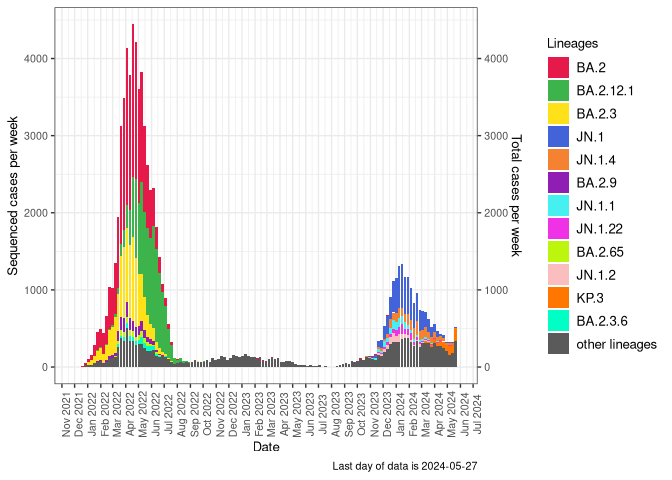 Sequenced cases per week
4000
3000
2000
1000
0
4000
3000
2000
1000
0
Total cases per week
Nov 2021
Dec 2021
Jan 2022
Feb 2022
Mar 2022
Apr 2022
May 2022
Jun 2022
Jul 2022
Aug 2022
Sep 2022
Oct 2022
Nov 2022
Dec 2022
Jan 2023
Feb 2023
Mar 2023
Apr 2023
May 2023
Jun 2023
Jul 2023
Aug 2023
Sep 2023
Oct 2023
Nov 2023
Dec 2023
Jan 2024
Feb 2024
Mar 2024
Apr 2024
May 2024
Jun 2024
Jul 2024
Date
Last day of data is 2024-05-27
Lineages
BA.2
BA.2.12.1
BA.2.3
JN.1
JN.1.4
BA.2.9
JN.1.1
JN.1.22
BA.2.65
JN.1.2
KP.3
BA.2.3.6
other lineages